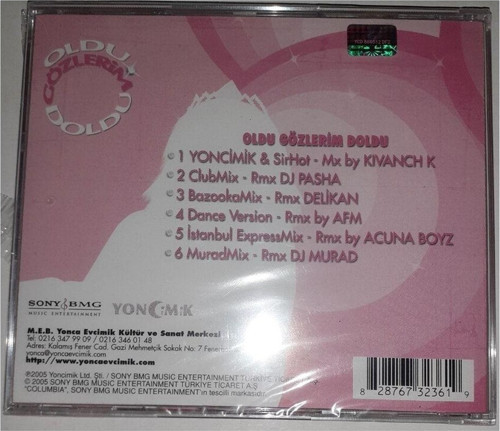 OLDU
GÖZLERİM
DOLDU
OLDU GÖZLERİM DOLDU
1 YONCİMİK & SirHot - Mx by KIVANCH K
2 ClubMix - Rmx DJ PASHA
3 BazookaMix - Rmx DELİKAN
4 Dance Version - Rmx by AFM
5 İstanbul ExpressMix - Rmx by ACUNA BOYZ
6 MuradMix - Rmx DJ MURAD
SONY BMG
MUSIC ENTERTAINMENT
YONCİMİK
M.E.B. Yonca Evcimik Kültür ve Sanat Merkezi
Tel 0216 347 99 09 / 0216 346 01 48
Adres: Kalamış Fener Cad. Gazi Mehmetçik Sokak No: 7 Fener
yonca@yoncaevcimik.com
http://www.yoncaevcimik.com
℗2005 Yoncimik Ltd. Şti. / SONY BMG MUSIC ENTERTAINMENT
© 2005 SONY BMG MUSIC ENTERTAINMENT TÜRKİYE TİCARET A.Ş
"COLUMBIA", SONY BMG MUSIC ENTERTAINMENT'ın tescilli markasıdır.
8 28767 32361 9